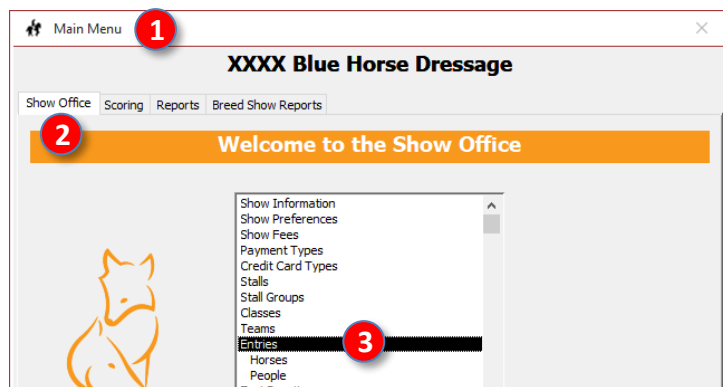 Main Menu 1
XXXX Blue Horse Dressage
Show Office Scoring Reports Breed Show Reports
2
Welcome to the Show Office
Show Information
Show Preferences
Show Fees
Payment Types
Credit Card Types
Stalls
Stall Groups
Classes
Teams
Entries 3
Horses
People